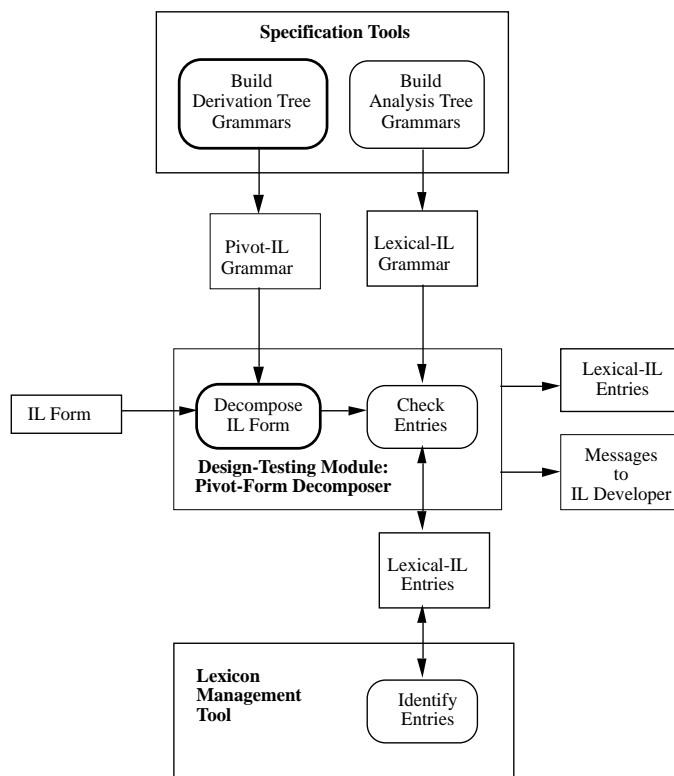 Specification Tools
Build
Derivation Tree
Grammars
Build
Analysis Tree
Grammars
Pivot-IL
Grammar
Lexical-IL
Grammar
IL Form
Decompose
IL Form
Check
Entries
Design-Testing Module:
Pivot-Form Decomposer
Lexical-IL
Entries
Messages
to
IL Developer
Lexical-IL
Entries
Lexicon
Management
Tool
Identify
Entries